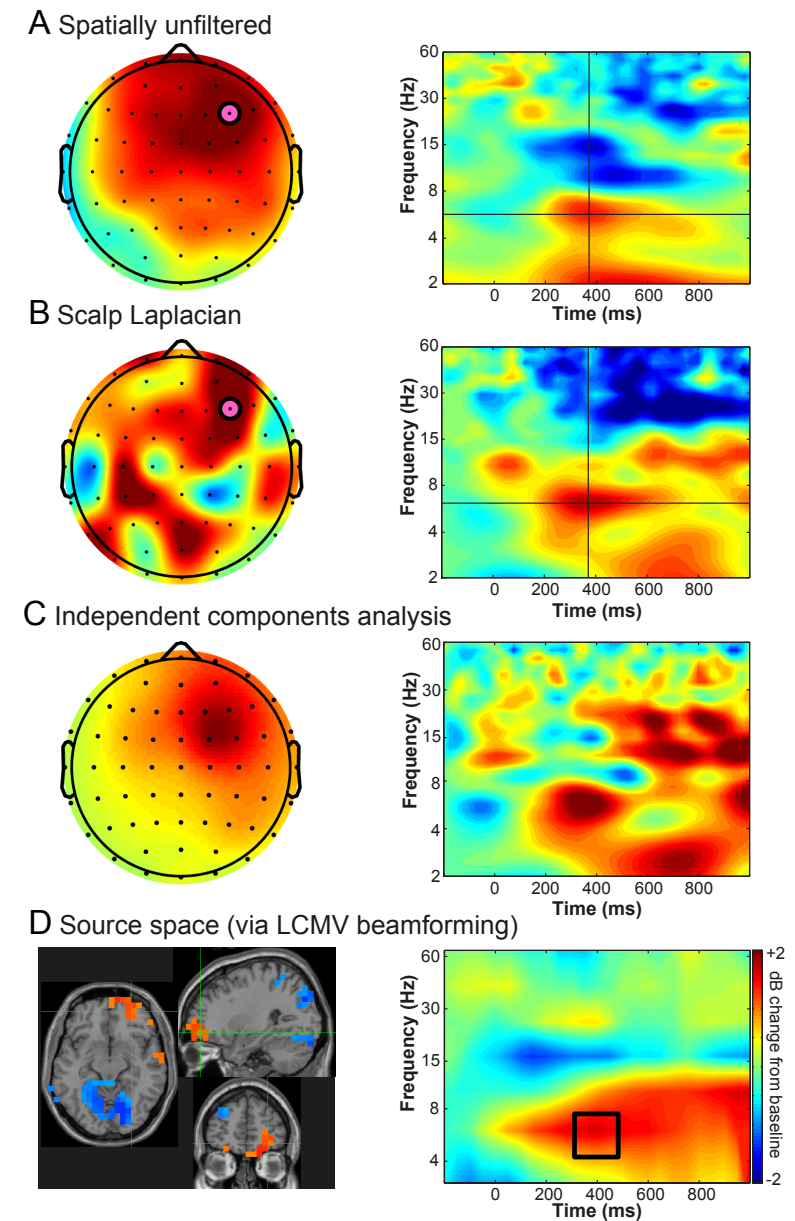 A Spatially unfiltered
60
30
15
8
4
2
Frequency (Hz)
0 200 400 600 800
Time (ms)
B Scalp Laplacian
60
30
15
8
4
2
Frequency (Hz)
0 200 400 600 800
Time (ms)
C Independent components analysis
60
30
15
8
4
2
Frequency (Hz)
0 200 400 600 800
Time (ms)
D Source space (via LCMV beamforming)
60
30
15
8
4
Frequency (Hz)
0 200 400 600 800
Time (ms)
+2
dB change from baseline
-2